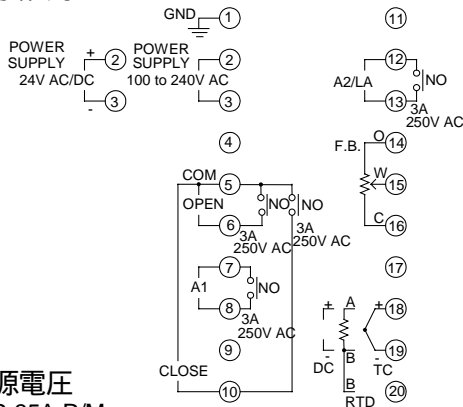 GND
1
11
POWER
SUPPLY
24V AC/DC
+
2
-
3
POWER
SUPPLY
100 to 240V AC
2
3
12
A2/LA
NO
13
3A
250V AC
4
F.B.
O
14
W
15
C
16
COM
5
OPEN
NO
NO
6
3A
250V AC
3A
250V AC
7
A1
NO
8
3A
250V AC
17
9
CLOSE
10
+
A
+
18
-
B
-
19
DC
TC
B
RTD
20
源電圧